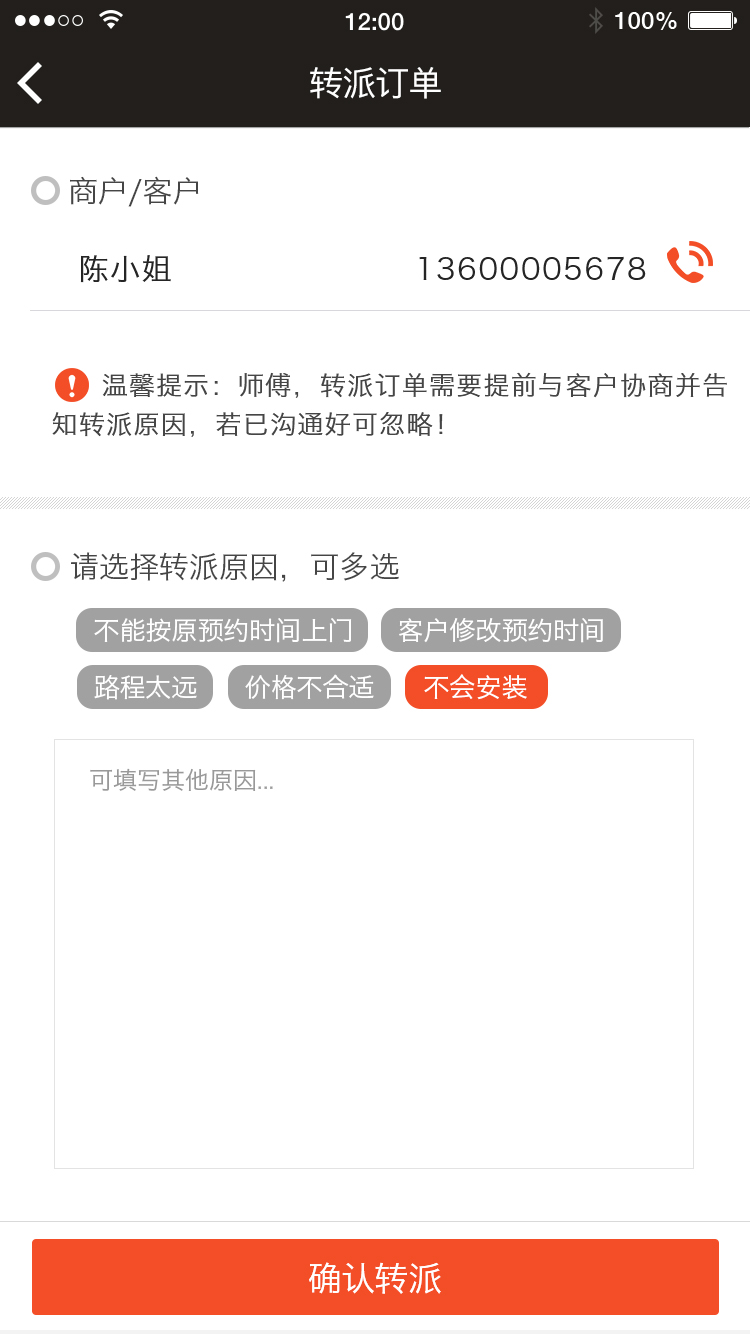 12:00
100%
转派订单
商户/客户
陈小姐 13600005678
温馨提示：师傅，转派订单需要提前与客户协商并告
知转派原因，若已沟通好可忽略！
请选择转派原因，可多选
不能按原预约时间上门 客户修改预约时间
路程太远 价格不合适 不会安装
可填写其他原因...
确认转派